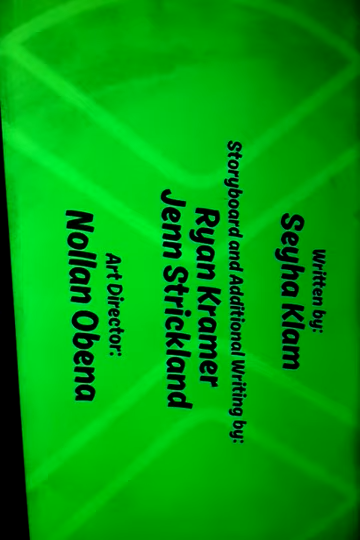 Written by:
Seyha Klam
Storyboard and Additional Writing by:
Ryan Kramer
Jenn Strickland
Art Director:
Nollan Obena